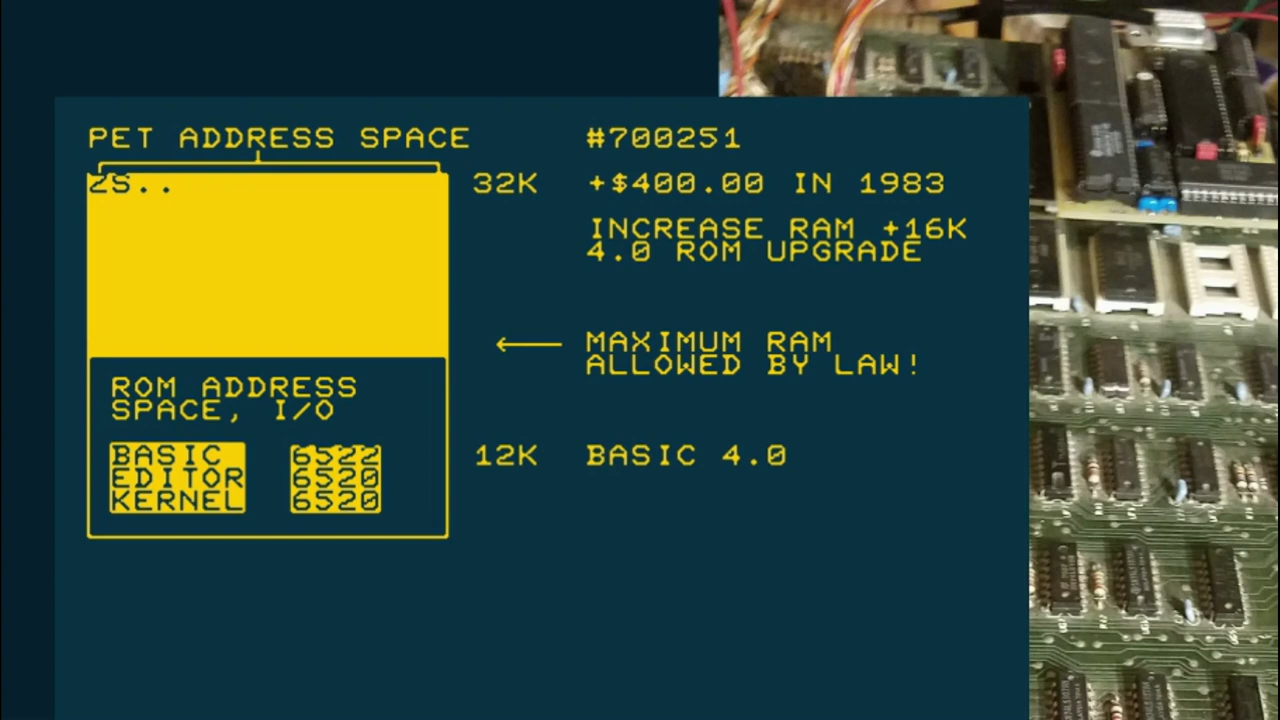 PET ADDRESS SPACE
#700251
ZS..
32K
+$400.00 IN 1983
INCREASE RAM +16K
4.0 ROM UPGRADE
MAXIMUM RAM
ALLOWED BY LAW!
ROM ADDRESS
SPACE, I/O
BASIC
EDITOR
KERNEL
6522
6520
6520
12K
BASIC 4.0